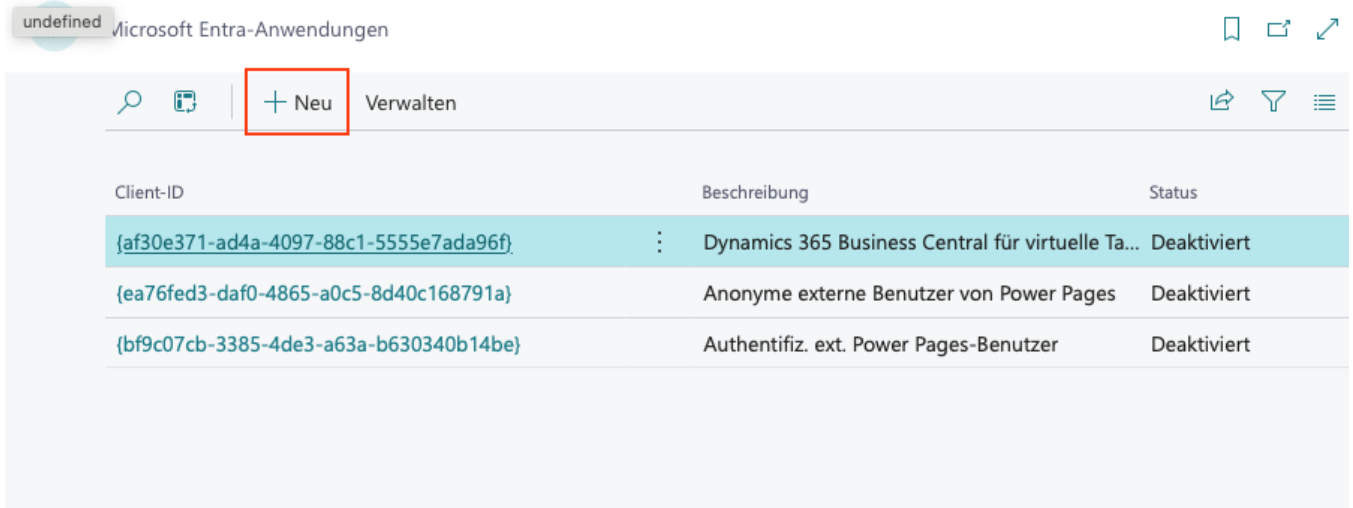 undefined
Microsoft Entra-Anwendungen
Neu Verwalten
Client-ID Beschreibung Status
{af30e371-ad4a-4097-88c1-5555e7ada96f} Dynamics 365 Business Central für virtuelle Ta... Deaktiviert
{ea76fed3-daf0-4865-a0c5-8d40c168791a} Anonyme externe Benutzer von Power Pages Deaktiviert
{bf9c07cb-3385-4de3-a63a-b630340b14be} Authentifiz. ext. Power Pages-Benutzer Deaktiviert